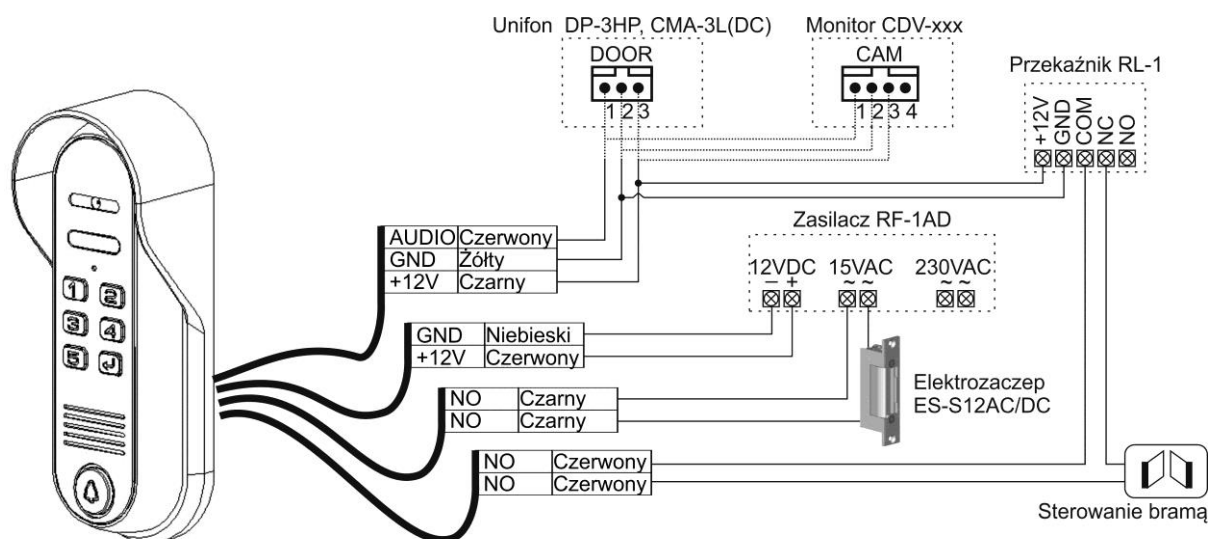 Unifon DP-3HP, CMA-3L(DC)
DOOR
1 2 3
Monitor CDV-xxx
CAM
1 2 3 4
Przekaźnik RL-1
+12V
GND
COM
NC
NO
AUDIO Czerwony
GND Żółty
+12V Czarny
Zasilacz RF-1AD
12VDC 15VAC 230VAC
– + ~ ~ ~ ~
GND Niebieski
+12V Czerwony
NO Czarny
NO Czarny
Elektrozaczep
ES-S12AC/DC
NO Czerwony
NO Czerwony
Sterowanie bramą
1 2
3 4
5